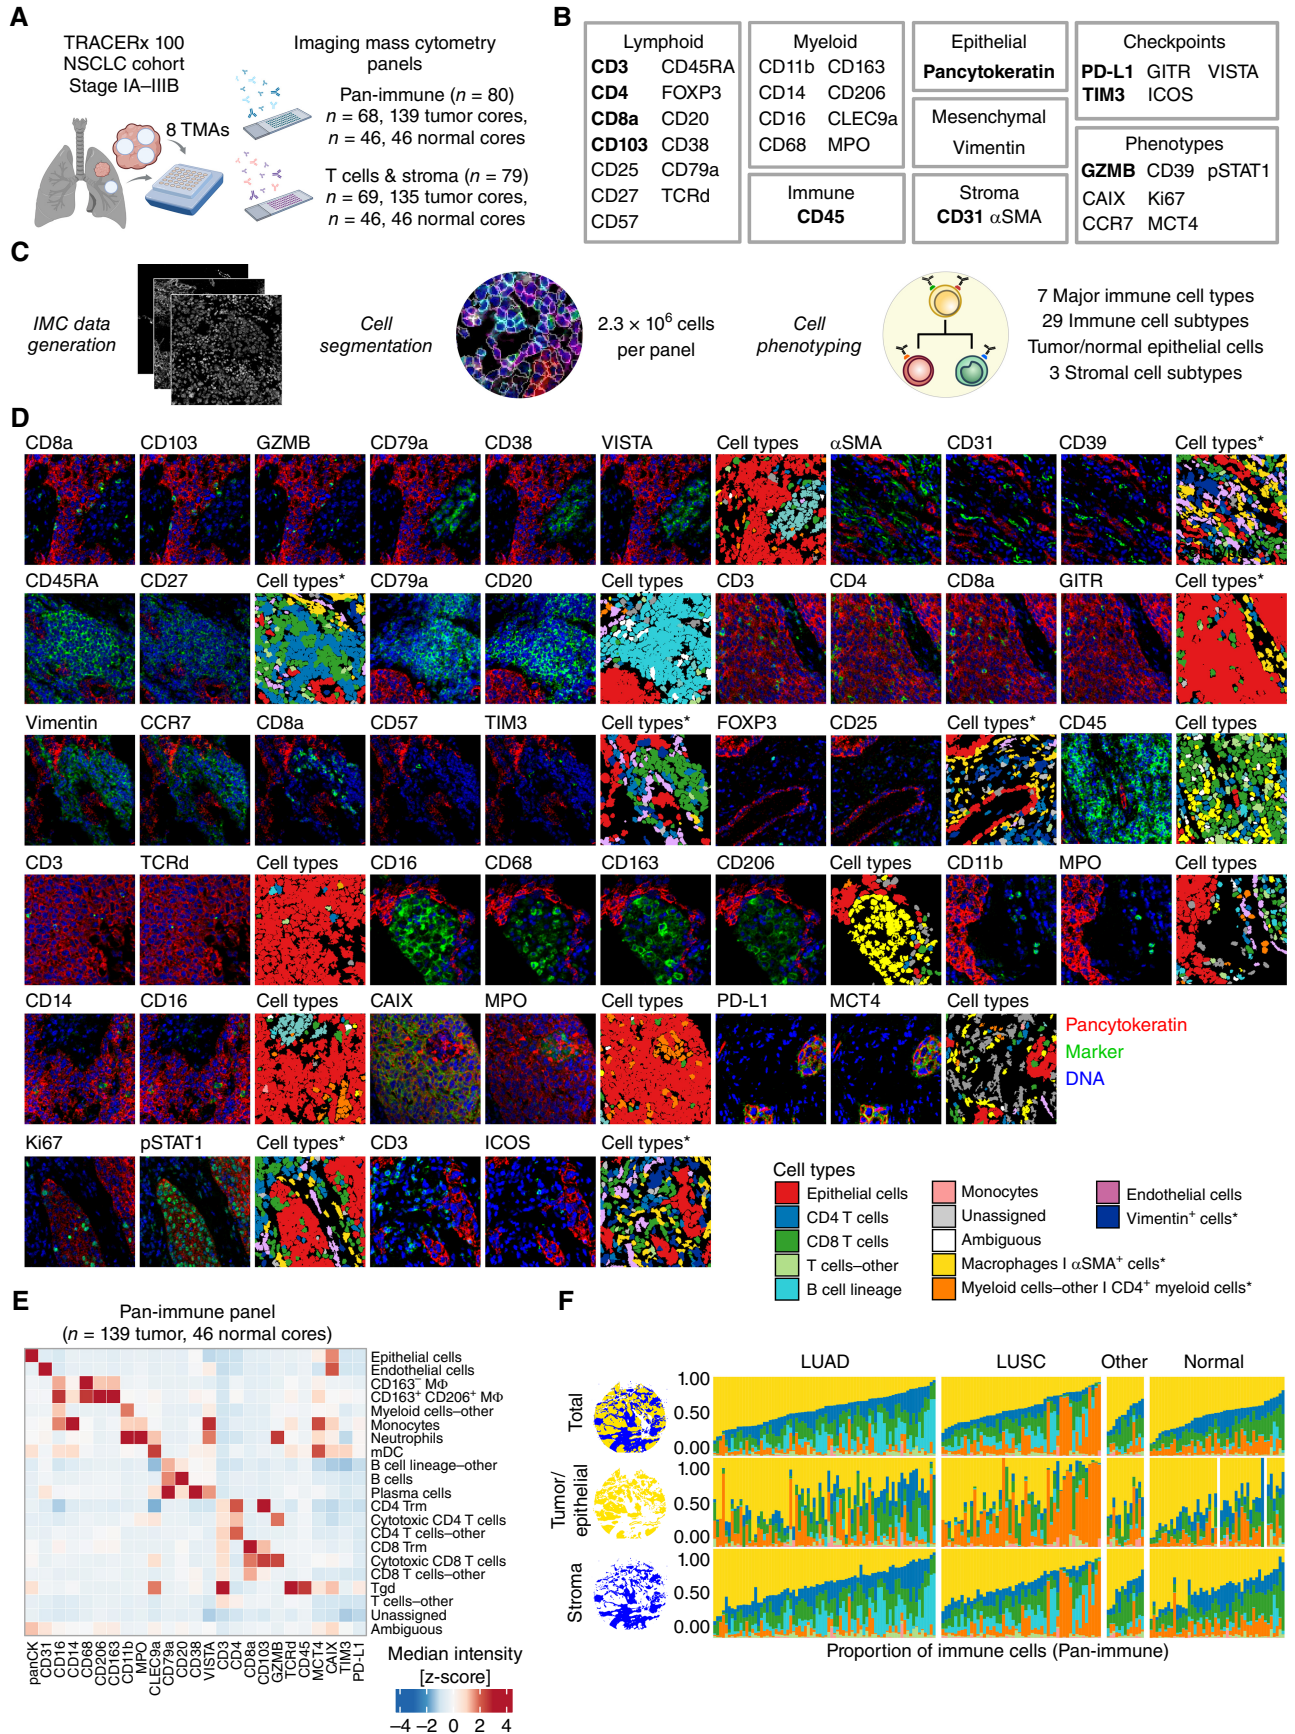 A
TRACERx 100
NSCLC cohort
Stage IA–IIIB
8 TMAs
Imaging mass cytometry
panels
Pan-immune (n = 80)
n = 68, 139 tumor cores,
n = 46, 46 normal cores
T cells & stroma (n = 79)
n = 69, 135 tumor cores,
n = 46, 46 normal cores
B
Lymphoid
CD3 CD45RA
CD4 FOXP3
CD8a CD20
CD103 CD38
CD25 CD79a
CD27 TCRd
CD57
Myeloid
CD11b CD163
CD14 CD206
CD16 CLEC9a
CD68 MPO
Immune
CD45
Epithelial
Pancytokeratin
Mesenchymal
Vimentin
Stroma
CD31 αSMA
Checkpoints
PD-L1 GITR VISTA
TIM3 ICOS
Phenotypes
GZMB CD39 pSTAT1
CAIX Ki67
CCR7 MCT4
C
IMC data
generation
Cell
segmentation
2.3 × 10⁶ cells
per panel
Cell
phenotyping
7 Major immune cell types
29 Immune cell subtypes
Tumor/normal epithelial cells
3 Stromal cell subtypes
D
CD8a CD103 GZMB CD79a CD38 VISTA Cell types αSMA CD31 CD39 Cell types*
CD45RA CD27 Cell types* CD79a CD20 Cell types CD3 CD4 CD8a GITR Cell types*
Vimentin CCR7 CD8a CD57 TIM3 Cell types* FOXP3 CD25 Cell types* CD45 Cell types
CD3 TCRd Cell types CD16 CD68 CD163 CD206 Cell types CD11b MPO Cell types
CD14 CD16 Cell types CAIX MPO Cell types PD-L1 MCT4 Cell types
Pancytokeratin
Marker
DNA
Ki67 pSTAT1 Cell types* CD3 ICOS Cell types*
Cell types
Epithelial cells
CD4 T cells
CD8 T cells
T cells–other
B cell lineage
Monocytes
Unassigned
Ambiguous
Macrophages I αSMA⁺ cells*
Myeloid cells–other I CD4⁺ myeloid cells*
Endothelial cells
Vimentin⁺ cells*
E
Pan-immune panel
(n = 139 tumor, 46 normal cores)
Epithelial cells
Endothelial cells
CD163⁻ MΦ
CD163⁺ CD206⁺ MΦ
Myeloid cells–other
Monocytes
Neutrophils
mDC
B cell lineage–other
B cells
Plasma cells
CD4 Trm
Cytotoxic CD4 T cells
CD4 T cells–other
CD8 Trm
Cytotoxic CD8 T cells
CD8 T cells–other
Tgd
T cells–other
Unassigned
Ambiguous
panCK
CD31
CD16
CD14
CD68
CD206
CD163
CD11b
MPO
CLEC9a
CD79a
CD20
CD38
VISTA
CD3
CD4
CD8a
CD103
GZMB
TCRd
CD45
MCT4
CAIX
TIM3
PD-L1
Median intensity
[z-score]
−4 −2 0 2 4
F
LUAD LUSC Other Normal
Total
1.00
0.50
0.00
Tumor/
epithelial
1.00
0.50
0.00
Stroma
1.00
0.50
0.00
Proportion of immune cells (Pan-immune)